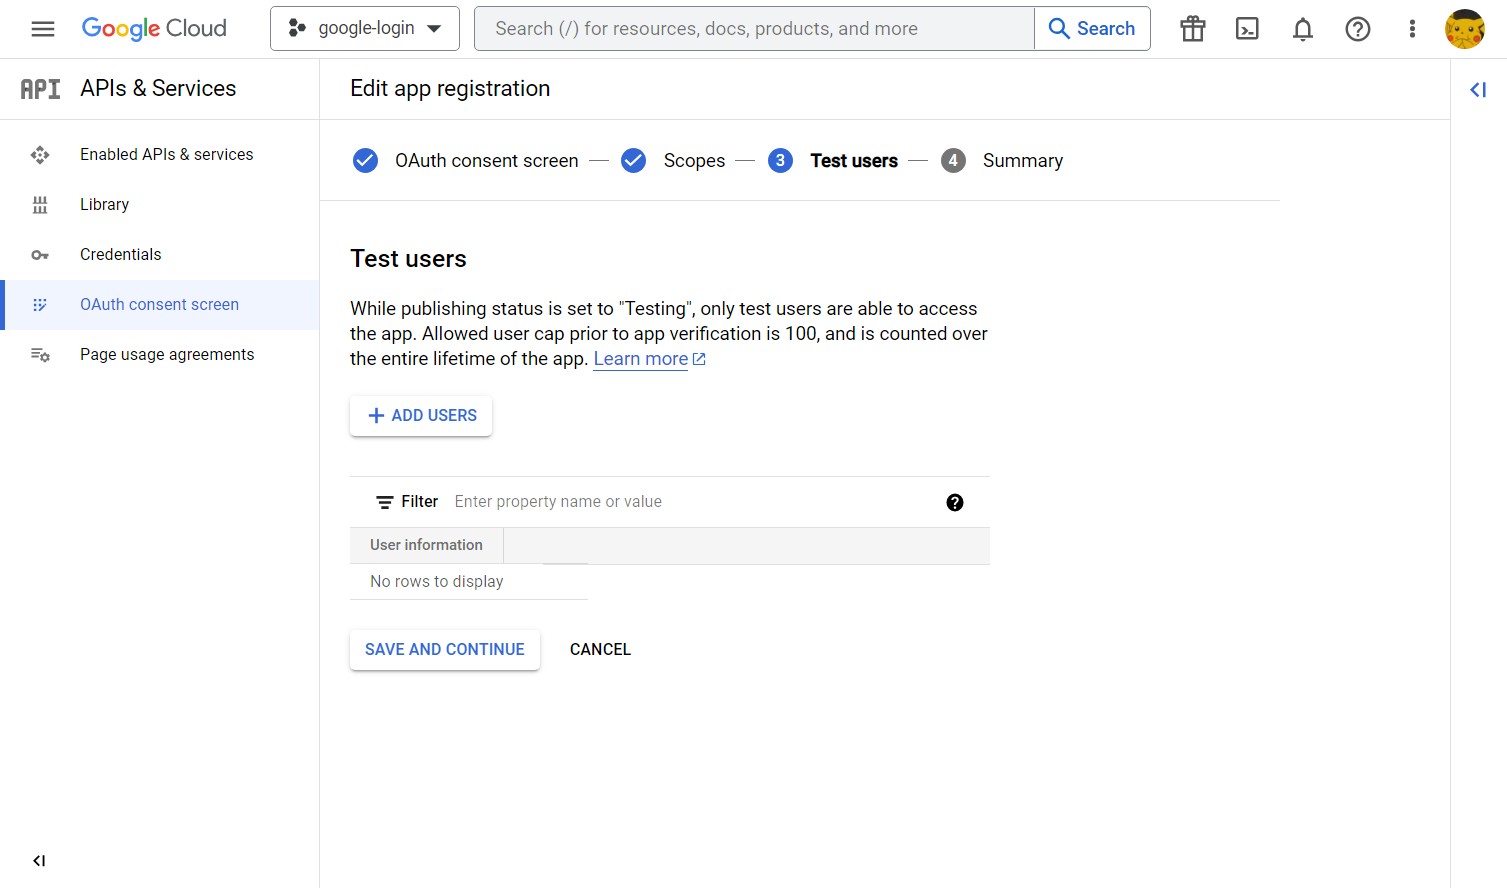 Google Cloud
google-login
Search (/) for resources, docs, products, and more
Search
API APIs & Services
Edit app registration
Enabled APIs & services
Library
Credentials
OAuth consent screen
Page usage agreements
OAuth consent screen
Scopes
3 Test users
4 Summary
Test users
While publishing status is set to "Testing", only test users are able to access
the app. Allowed user cap prior to app verification is 100, and is counted over
the entire lifetime of the app. Learn more
+ ADD USERS
Filter Enter property name or value
User information
No rows to display
SAVE AND CONTINUE
CANCEL